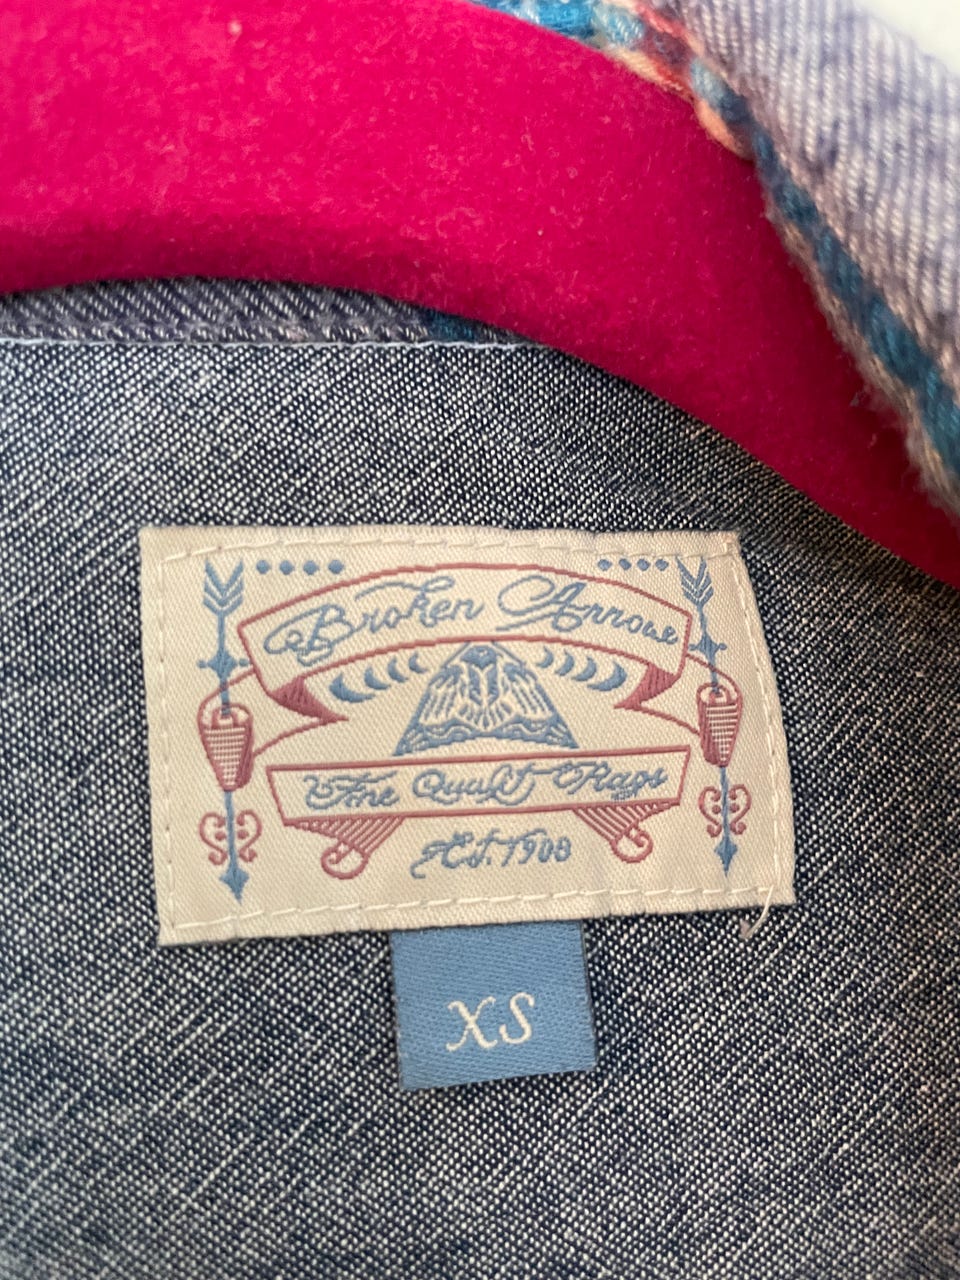 Broken Arrow
Fine Quality Rags
Est. 1908
XS